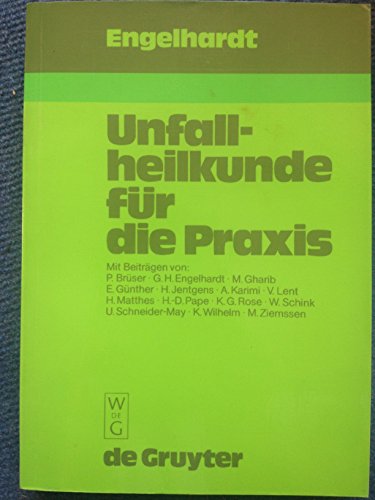 Engelhardt
Unfall-
heilkunde
für
die Praxis
Mit Beiträgen von:
P. Brüser · G. H. Engelhardt · M. Gharib
E. Günther · H. Jentgens · A. Karimi · V. Lent
H. Matthes · H.-D. Pape · K. G. Rose · W. Schink
U. Schneider-May · K. Wilhelm · M. Ziernssen
W
DE
G
de Gruyter